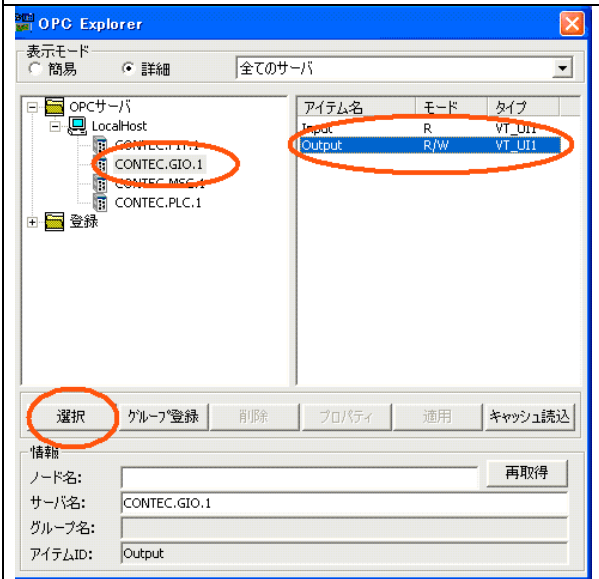 OPC Explorer
表示モード
簡易 詳細 全てのサーバ
アイテム名 モード タイプ
OPCサーバ
LocalHost
CONTEC.GIO.1
CONTEC.PLC.1
登録
Input R VT_UI1
Output R/W VT_UI1
選択 グループ登録 削除 プロパティ 適用 キャッシュ読込
情報
ノード名: 再取得
サーバ名: CONTEC.GIO.1
グループ名:
アイテムID: Output